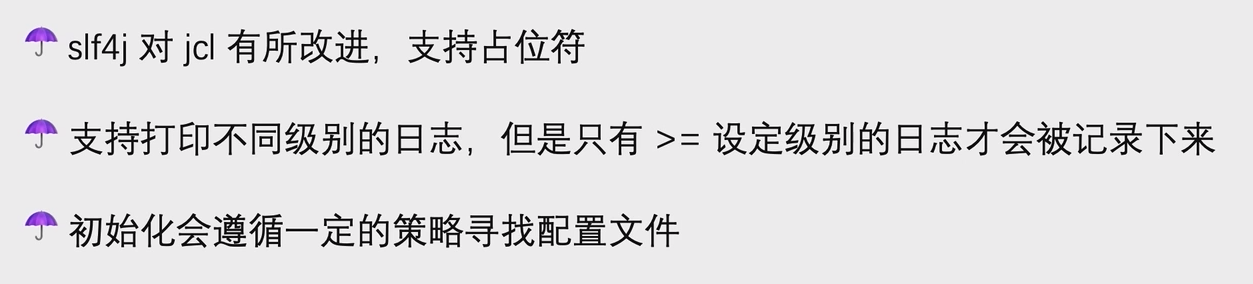 ☂ slf4j 对 jcl 有所改进，支持占位符
☂ 支持打印不同级别的日志，但是只有 >= 设定级别的日志才会被记录下来
☂ 初始化会遵循一定的策略寻找配置文件